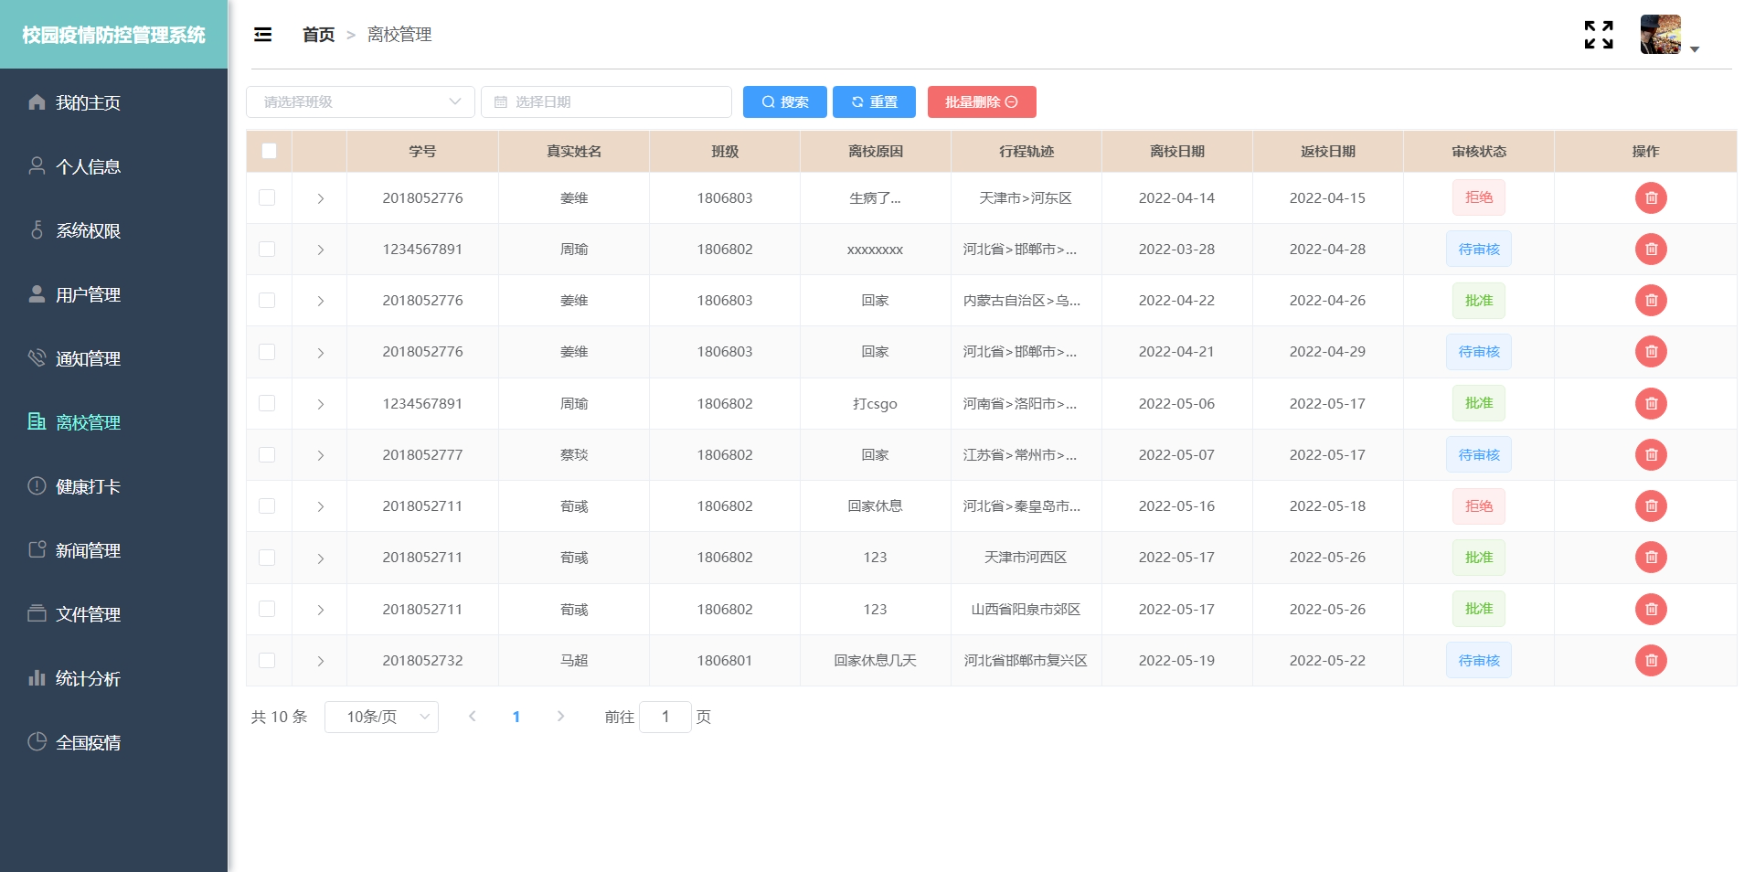 校园疫情防控管理系统
首页 > 离校管理
我的主页
个人信息
系统权限
用户管理
通知管理
离校管理
健康打卡
新闻管理
文件管理
统计分析
全国疫情
请选择班级 选择日期 搜索 重置 批量删除
学号 真实姓名 班级 离校原因 行程轨迹 离校日期 返校日期 审核状态 操作
2018052776 姜维 1806803 生病了... 天津市>河东区 2022-04-14 2022-04-15 拒绝
1234567891 周瑜 1806802 xxxxxxxx 河北省>邯郸市>... 2022-03-28 2022-04-28 待审核
2018052776 姜维 1806803 回家 内蒙古自治区>乌... 2022-04-22 2022-04-26 批准
2018052776 姜维 1806803 回家 河北省>邯郸市>... 2022-04-21 2022-04-29 待审核
1234567891 周瑜 1806802 打csgo 河南省>洛阳市>... 2022-05-06 2022-05-17 批准
2018052777 蔡琰 1806802 回家 江苏省>常州市>... 2022-05-07 2022-05-17 待审核
2018052711 荀彧 1806802 回家休息 河北省>秦皇岛市... 2022-05-16 2022-05-18 拒绝
2018052711 荀彧 1806802 123 天津市河西区 2022-05-17 2022-05-26 批准
2018052711 荀彧 1806802 123 山西省阳泉市郊区 2022-05-17 2022-05-26 批准
2018052732 马超 1806801 回家休息几天 河北省邯郸市复兴区 2022-05-19 2022-05-22 待审核
共 10 条 10条/页 1 前往 1 页